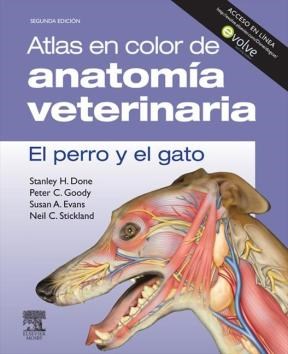 SEGUNDA EDICIÓN
Atlas en color de
anatomía
veterinaria
El perro y el gato
Stanley H. Done
Peter C. Goody
Susan A. Evans
Neil C. Stickland
ACCESO EN LÍNEA
evolve
ELSEVIER
MOSBY